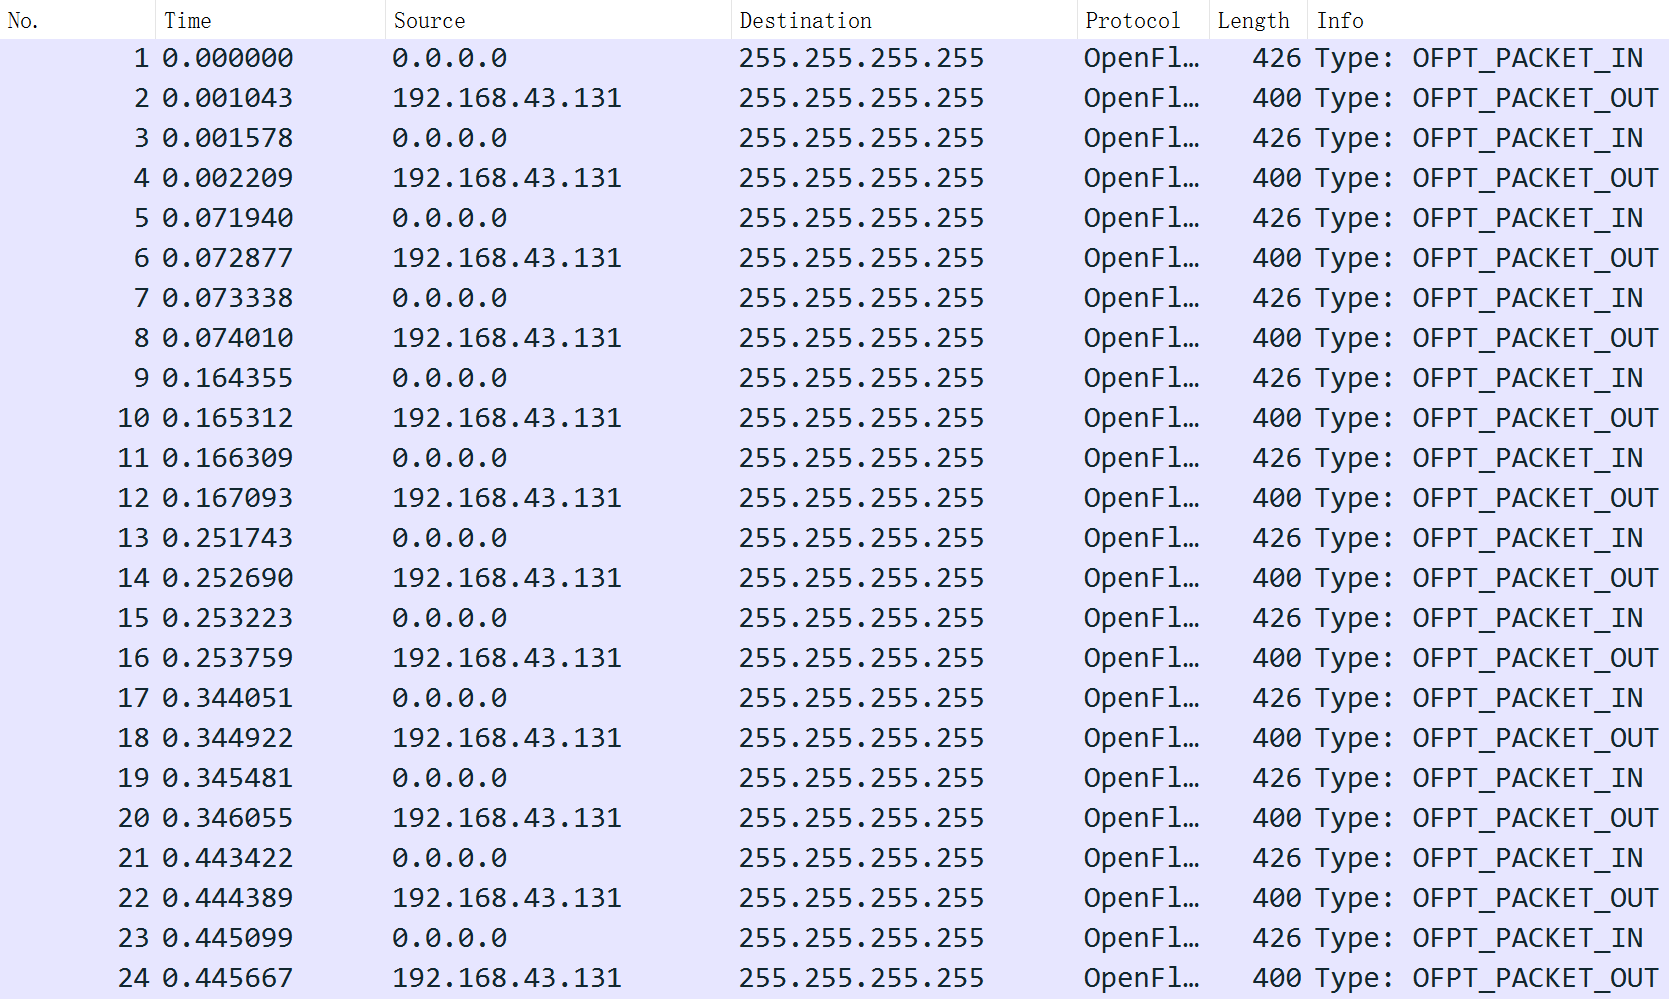 No. Time Source Destination Protocol Length Info
1 0.000000 0.0.0.0 255.255.255.255 OpenFl… 426 Type: OFPT_PACKET_IN
2 0.001043 192.168.43.131 255.255.255.255 OpenFl… 400 Type: OFPT_PACKET_OUT
3 0.001578 0.0.0.0 255.255.255.255 OpenFl… 426 Type: OFPT_PACKET_IN
4 0.002209 192.168.43.131 255.255.255.255 OpenFl… 400 Type: OFPT_PACKET_OUT
5 0.071940 0.0.0.0 255.255.255.255 OpenFl… 426 Type: OFPT_PACKET_IN
6 0.072877 192.168.43.131 255.255.255.255 OpenFl… 400 Type: OFPT_PACKET_OUT
7 0.073338 0.0.0.0 255.255.255.255 OpenFl… 426 Type: OFPT_PACKET_IN
8 0.074010 192.168.43.131 255.255.255.255 OpenFl… 400 Type: OFPT_PACKET_OUT
9 0.164355 0.0.0.0 255.255.255.255 OpenFl… 426 Type: OFPT_PACKET_IN
10 0.165312 192.168.43.131 255.255.255.255 OpenFl… 400 Type: OFPT_PACKET_OUT
11 0.166309 0.0.0.0 255.255.255.255 OpenFl… 426 Type: OFPT_PACKET_IN
12 0.167093 192.168.43.131 255.255.255.255 OpenFl… 400 Type: OFPT_PACKET_OUT
13 0.251743 0.0.0.0 255.255.255.255 OpenFl… 426 Type: OFPT_PACKET_IN
14 0.252690 192.168.43.131 255.255.255.255 OpenFl… 400 Type: OFPT_PACKET_OUT
15 0.253223 0.0.0.0 255.255.255.255 OpenFl… 426 Type: OFPT_PACKET_IN
16 0.253759 192.168.43.131 255.255.255.255 OpenFl… 400 Type: OFPT_PACKET_OUT
17 0.344051 0.0.0.0 255.255.255.255 OpenFl… 426 Type: OFPT_PACKET_IN
18 0.344922 192.168.43.131 255.255.255.255 OpenFl… 400 Type: OFPT_PACKET_OUT
19 0.345481 0.0.0.0 255.255.255.255 OpenFl… 426 Type: OFPT_PACKET_IN
20 0.346055 192.168.43.131 255.255.255.255 OpenFl… 400 Type: OFPT_PACKET_OUT
21 0.443422 0.0.0.0 255.255.255.255 OpenFl… 426 Type: OFPT_PACKET_IN
22 0.444389 192.168.43.131 255.255.255.255 OpenFl… 400 Type: OFPT_PACKET_OUT
23 0.445099 0.0.0.0 255.255.255.255 OpenFl… 426 Type: OFPT_PACKET_IN
24 0.445667 192.168.43.131 255.255.255.255 OpenFl… 400 Type: OFPT_PACKET_OUT